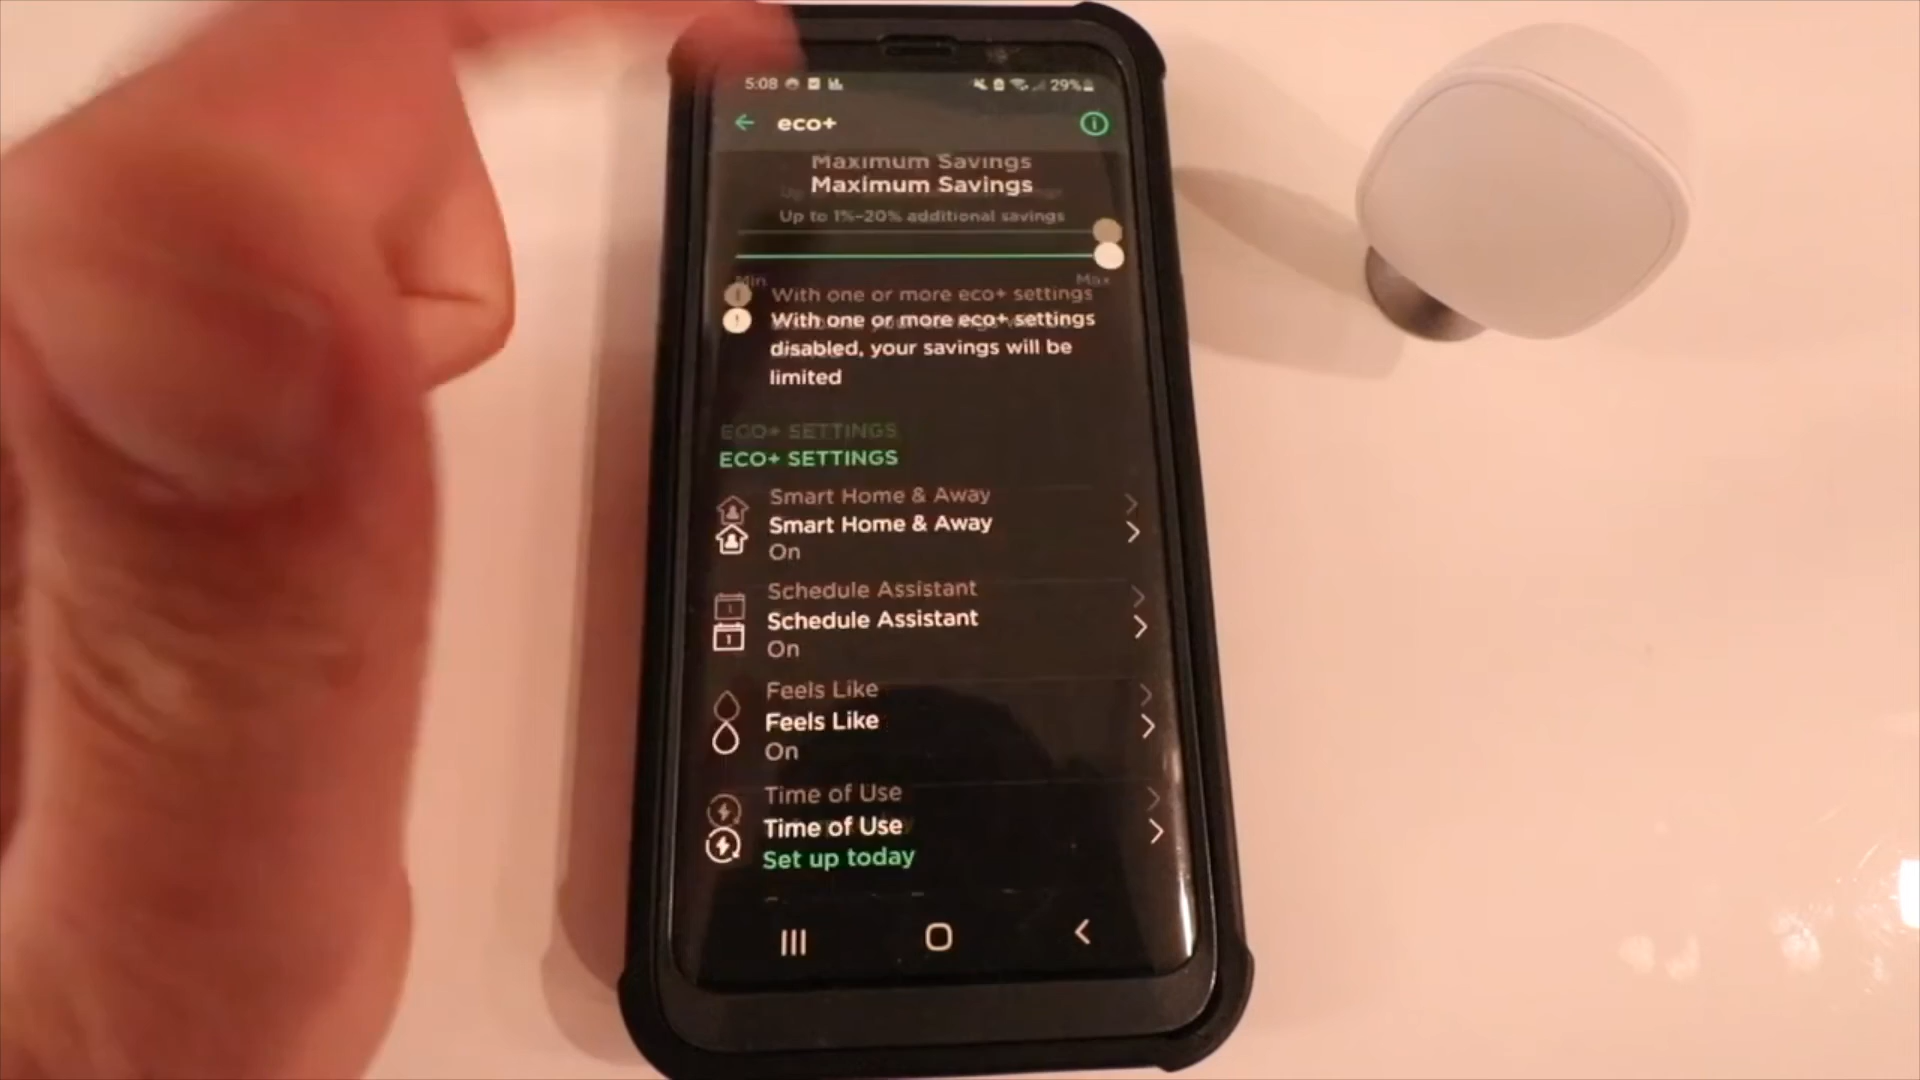 5:08
29%
eco+
Maximum Savings
Maximum Savings
Up to 1%-20% additional savings
Min
Max
With one or more eco+ settings
With one or more eco+ settings
disabled, your savings will be
limited
ECO+ SETTINGS
ECO+ SETTINGS
Smart Home & Away
Smart Home & Away
On
Schedule Assistant
Schedule Assistant
On
Feels Like
Feels Like
On
Time of Use
Time of Use
Set up today